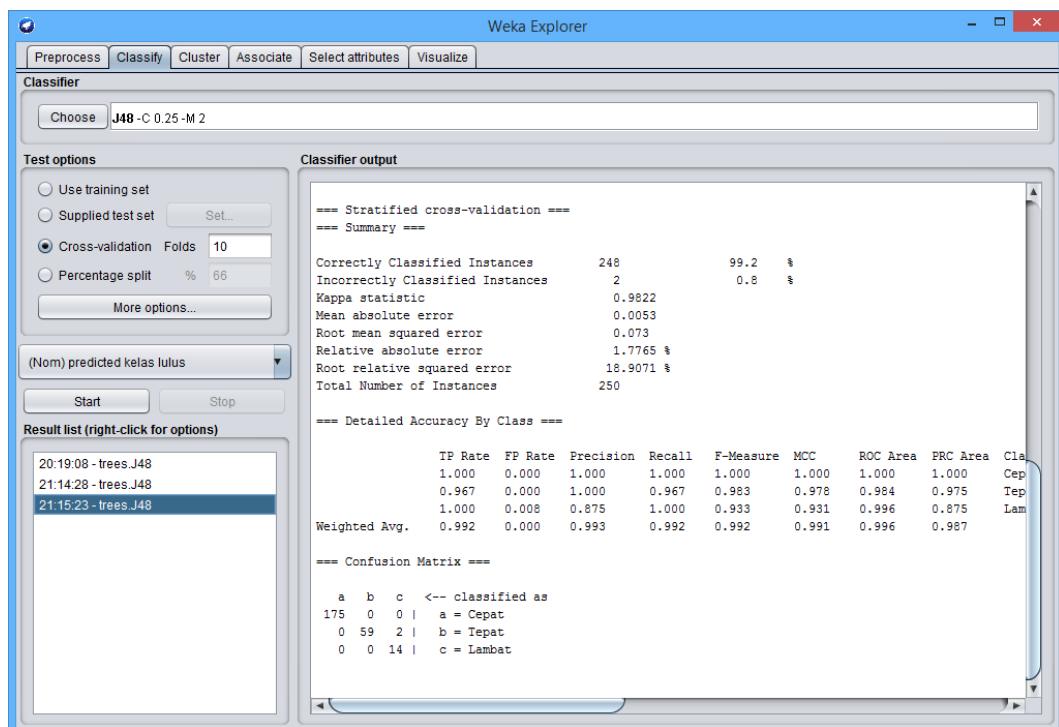 Weka Explorer
Preprocess Classify Cluster Associate Select attributes Visualize
Classifier
Choose J48 -C 0.25 -M 2
Test options
Use training set
Supplied test set Set...
Cross-validation Folds 10
Percentage split % 66
More options...
(Nom) predicted kelas lulus
Start Stop
Result list (right-click for options)
20:19:08 - trees.J48
21:14:28 - trees.J48
21:15:23 - trees.J48
Classifier output
=== Stratified cross-validation ===
=== Summary ===
Correctly Classified Instances 248 99.2 %
Incorrectly Classified Instances 2 0.8 %
Kappa statistic 0.9822
Mean absolute error 0.0053
Root mean squared error 0.073
Relative absolute error 1.7765 %
Root relative squared error 18.9071 %
Total Number of Instances 250
=== Detailed Accuracy By Class ===
TP Rate FP Rate Precision Recall F-Measure MCC ROC Area PRC Area Cla
1.000 0.000 1.000 1.000 1.000 1.000 1.000 1.000 Cep
0.967 0.000 1.000 0.967 0.983 0.978 0.984 0.975 Tep
1.000 0.008 0.875 1.000 0.933 0.931 0.996 0.875 Lam
Weighted Avg. 0.992 0.000 0.993 0.992 0.992 0.991 0.996 0.987
=== Confusion Matrix ===
a b c <-- classified as
175 0 0 | a = Cepat
0 59 2 | b = Tepat
0 0 14 | c = Lambat